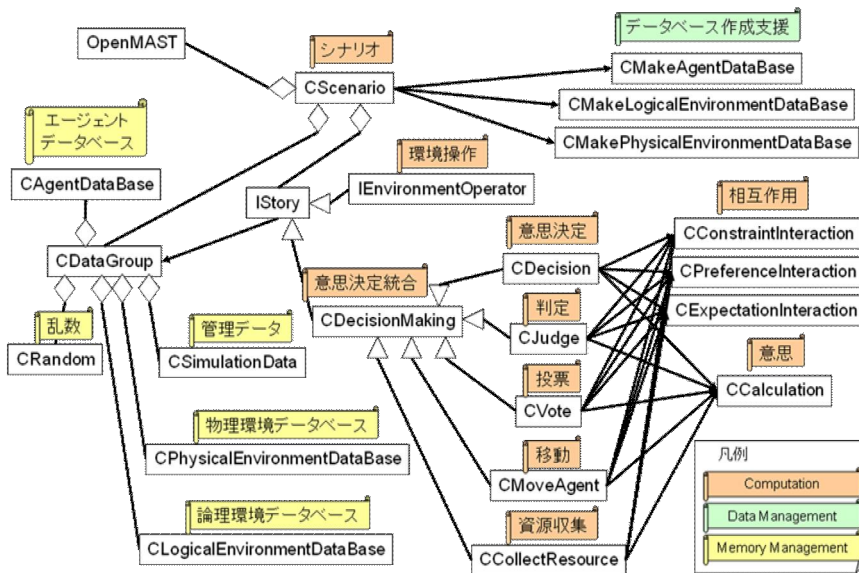 OpenMAST
シナリオ
CScenario
データベース作成支援
CMakeAgentDataBase
CMakeLogicalEnvironmentDataBase
CMakePhysicalEnvironmentDataBase
エージェント
データベース
CAgentDataBase
環境操作
IEnvironmentOperator
IStory
相互作用
CConstraintInteraction
CPreferenceInteraction
CExpectationInteraction
意思決定
CDecision
CDataGroup
意思決定統合
CDecisionMaking
判定
CJudge
乱数
CRandom
管理データ
CSimulationData
投票
CVote
意思
CCalculation
物理環境データベース
CPhysicalEnvironmentDataBase
移動
CMoveAgent
論理環境データベース
CLogicalEnvironmentDataBase
資源収集
CCollectResource
凡例
Computation
Data Management
Memory Management